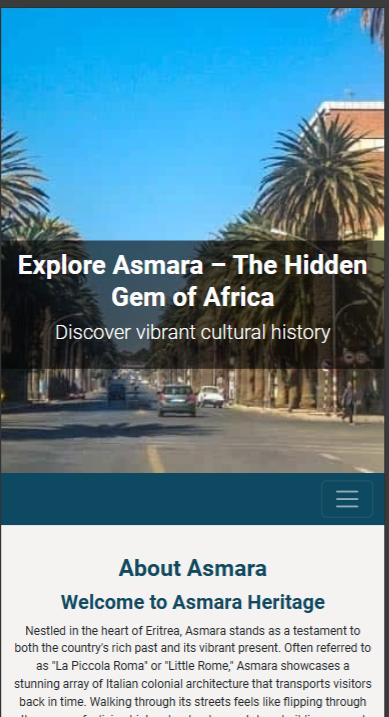 Explore Asmara – The Hidden
Gem of Africa
Discover vibrant cultural history
About Asmara
Welcome to Asmara Heritage
Nestled in the heart of Eritrea, Asmara stands as a testament to
both the country's rich past and its vibrant present. Often referred to
as "La Piccola Roma" or "Little Rome," Asmara showcases a
stunning array of Italian colonial architecture that transports visitors
back in time. Walking through its streets feels like flipping through